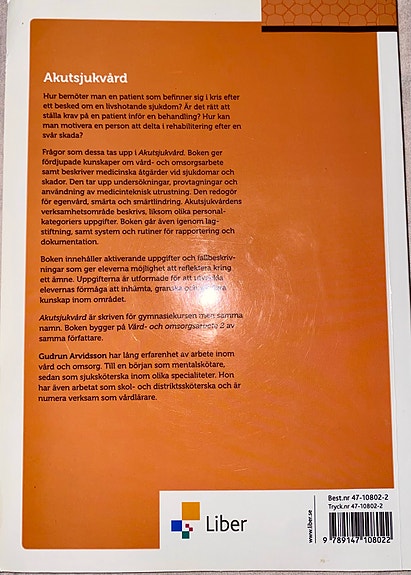 Akutsjukvård
Hur bemöter man en patient som befinner sig i kris efter
ett besked om en livshotande sjukdom? Är det rätt att
ställa krav på en patient inför en behandling? Hur kan
man motivera en person att delta i rehabilitering efter en
svår skada?
Frågor som dessa tas upp i Akutsjukvård. Boken ger
fördjupade kunskaper om vård- och omsorgsarbete
samt beskriver medicinska åtgärder vid sjukdomar och
skador. Den tar upp undersökningar, provtagningar och
användning av medicinteknisk utrustning. Den redogör
för egenvård, smärta och smärtlindring. Akutsjukvårdens
verksamhetsområde beskrivs, liksom olika personal-
kategoriers uppgifter. Boken går även igenom lag-
stiftning, samt system och rutiner för rapportering och
dokumentation.
Boken innehåller aktiverande uppgifter och fallbeskriv-
ningar som ger eleverna möjlighet att reflektera kring
ett ämne. Uppgifterna är utformade för att utveckla
elevernas förmåga att inhämta, granska och
kunskap inom området.
Akutsjukvård är skriven för gymnasiekursen med samma
namn. Boken bygger på Vård- och omsorgsarbete 2 av
samma författare.
Gudrun Arvidsson har lång erfarenhet av arbete inom
vård och omsorg. Till en början som mentalskötare,
sedan som sjuksköterska inom olika specialiteter. Hon
har även arbetat som skol- och distriktssköterska och är
numera verksam som vårdlärare.
Liber
www.liber.se
Best.nr 47-10802-2
Tryck.nr 47-10802-2
9 789147 108022